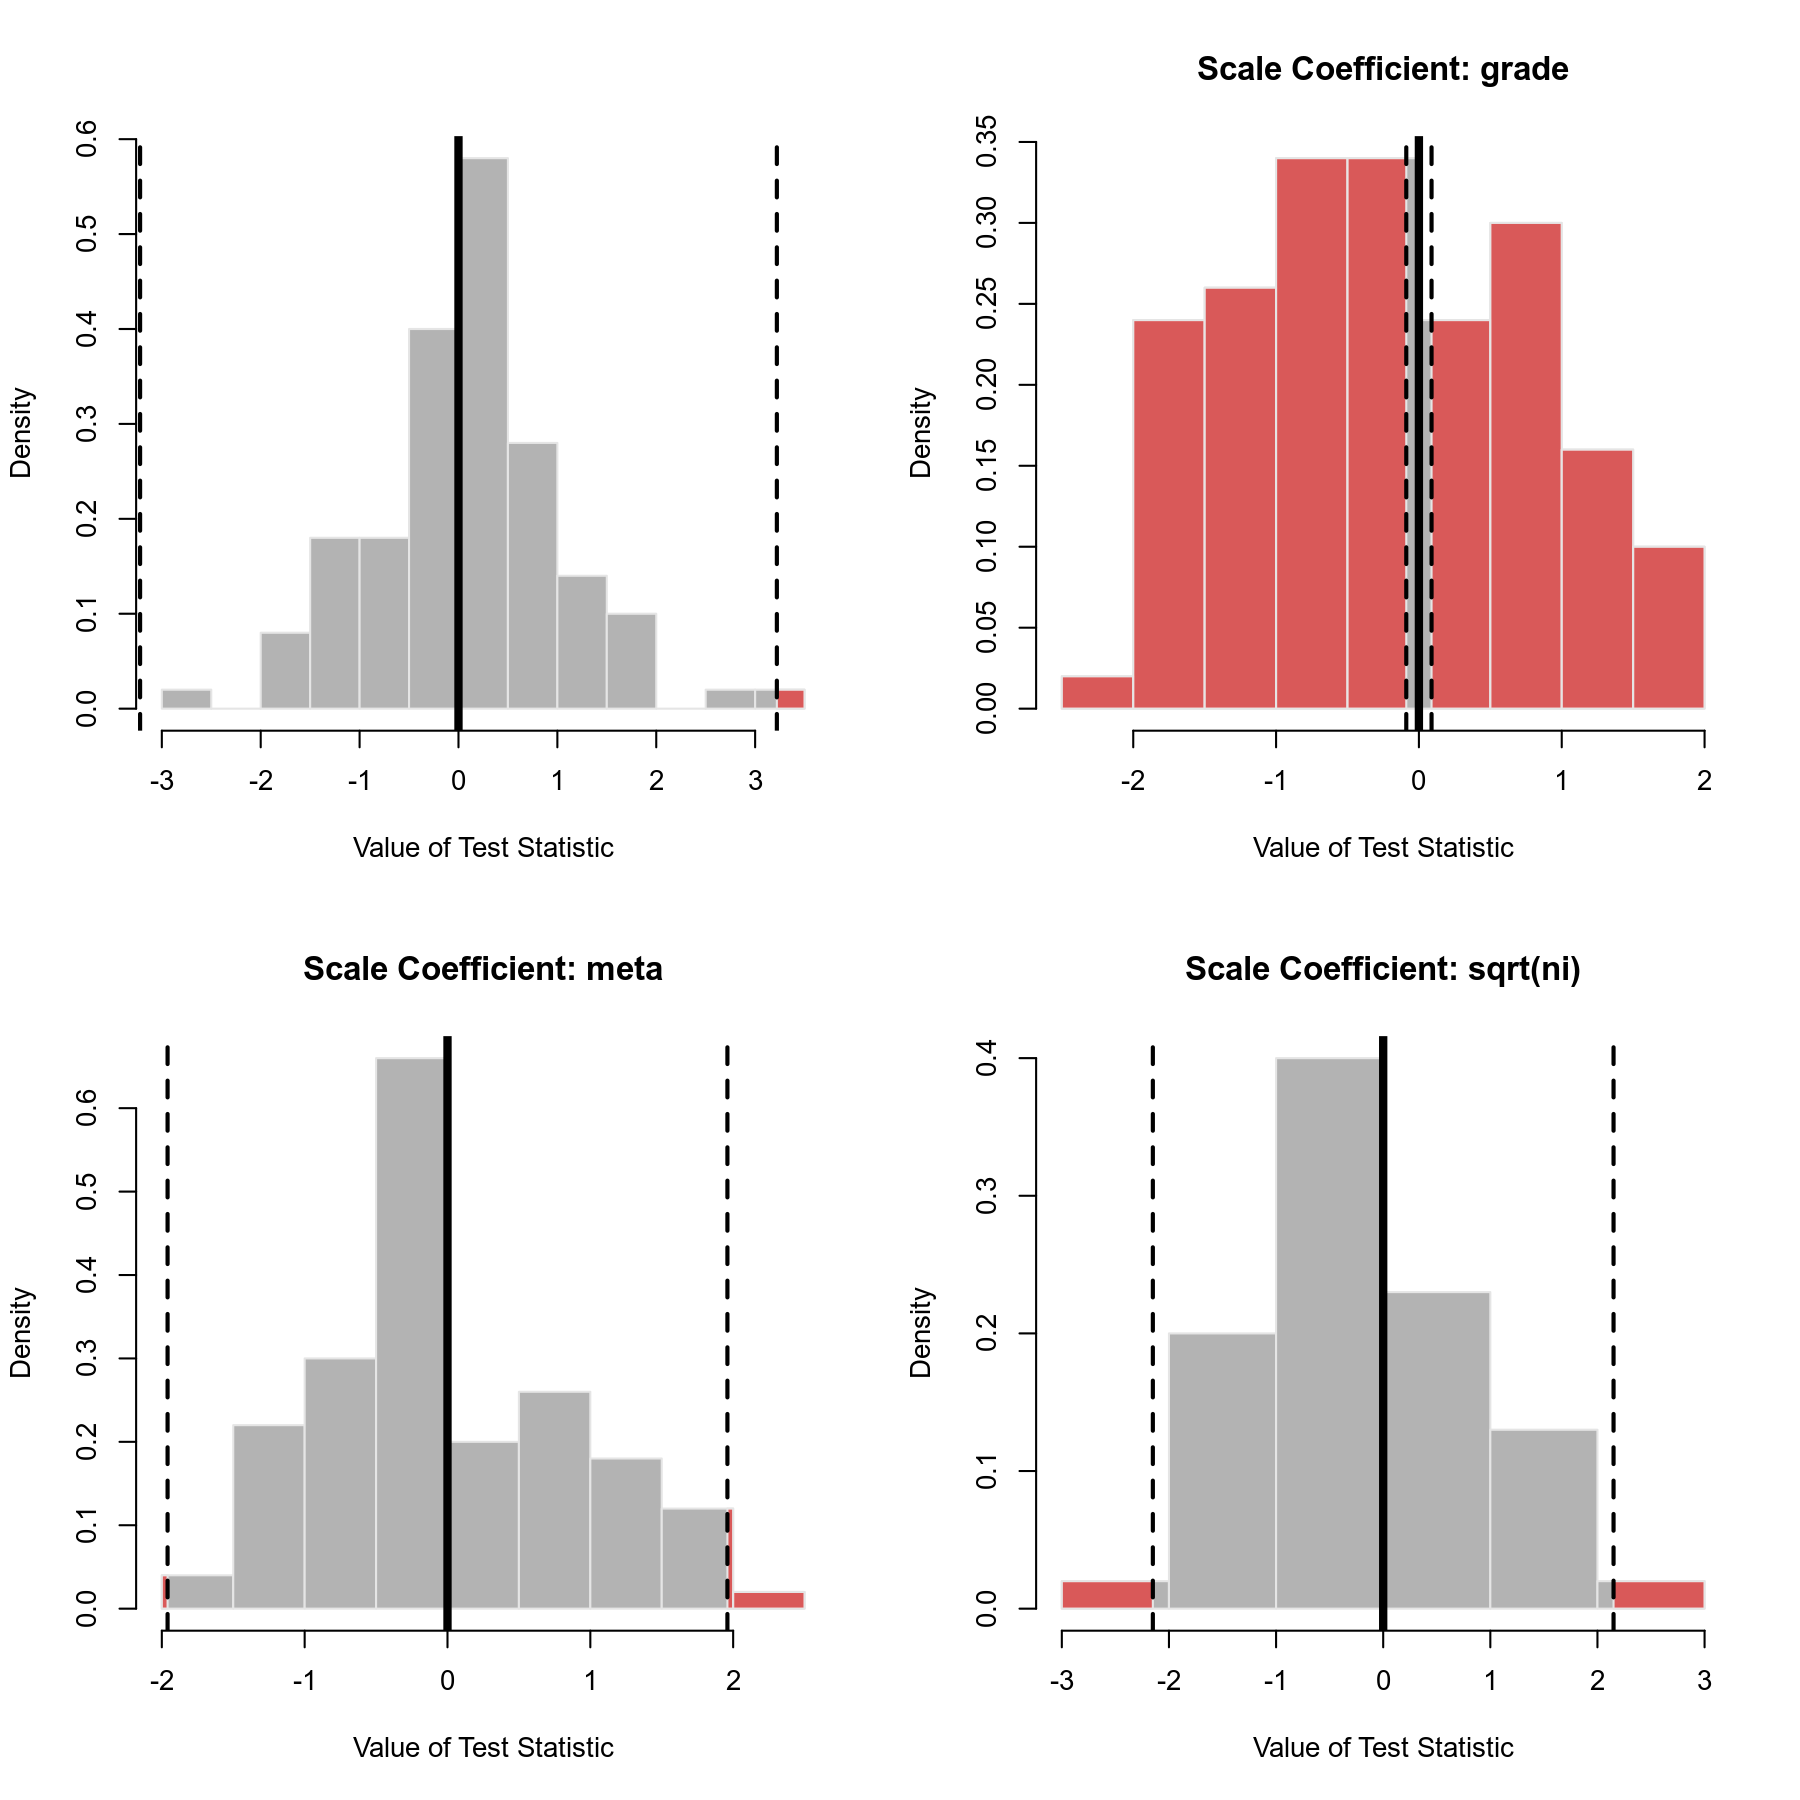 0.0 0.1 0.2 0.3 0.4 0.5 0.6
Density
-3 -2 -1 0 1 2 3
Value of Test Statistic
Scale Coefficient: grade
0.00 0.05 0.10 0.15 0.20 0.25 0.30 0.35
Density
-2 -1 0 1 2
Value of Test Statistic
Scale Coefficient: meta
0.0 0.1 0.2 0.3 0.4 0.5 0.6
Density
-2 -1 0 1 2
Value of Test Statistic
Scale Coefficient: sqrt(ni)
0.0 0.1 0.2 0.3 0.4
Density
-3 -2 -1 0 1 2 3
Value of Test Statistic